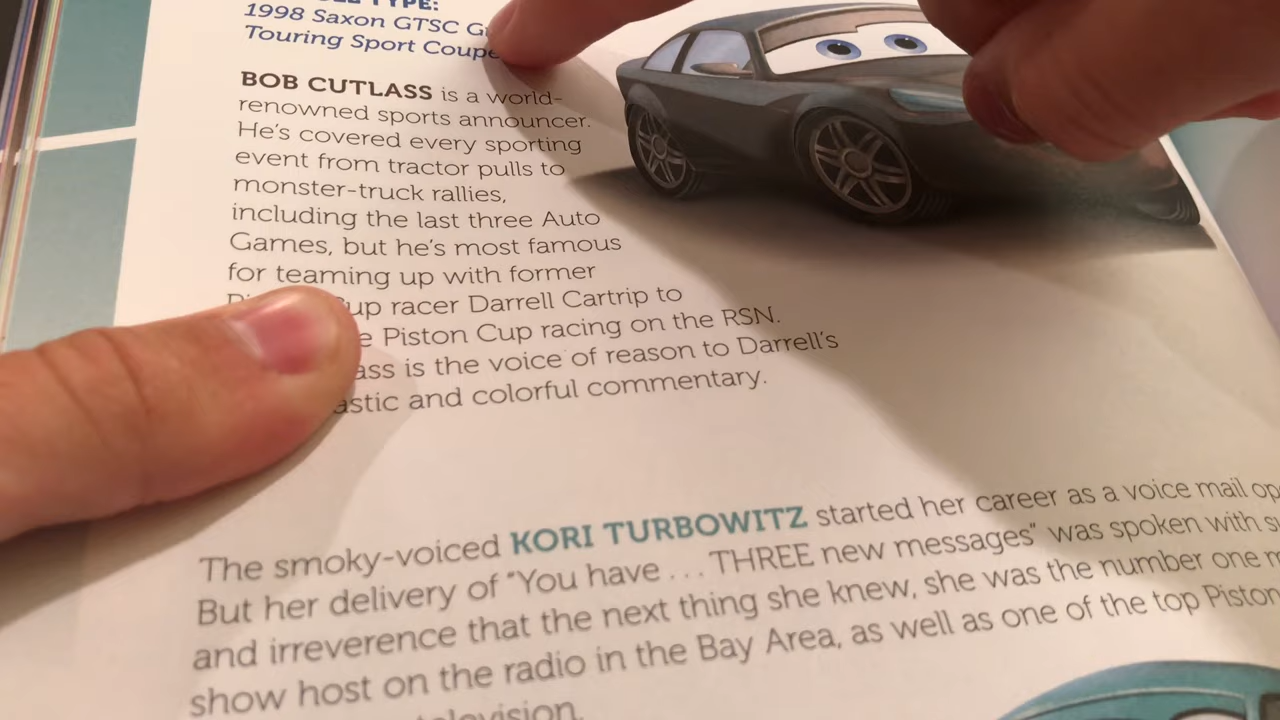 TYPE:
1998 Saxon GTSC
Touring Sport Coupe
BOB CUTLASS is a world-
renowned sports announcer.
He's covered every sporting
event from tractor pulls to
monster-truck rallies,
including the last three Auto
Games, but he's most famous
for teaming up with former
up racer Darrell Cartrip to
Piston Cup racing on the RSN.
is the voice of reason to Darrell's
and colorful commentary.
The smoky-voiced KORI TURBOWITZ started her career as a voice mail
But her delivery of "You have ... THREE new messages" was spoken with
and irreverence that the next thing she knew, she was the number one
show host on the radio in the Bay Area, as well as one of the top Piston